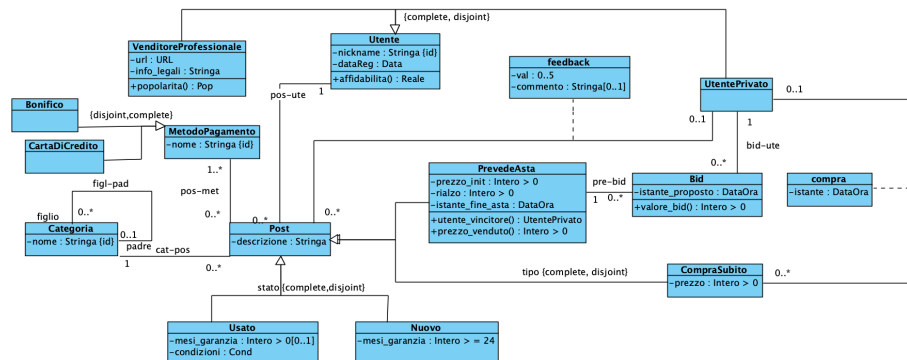 {complete, disjoint}
VenditoreProfessionale
-url : URL
-info_legali : Stringa
+popolarita() : Pop
Utente
-nickname : Stringa {id}
-dataReg : Data
+affidabilita() : Reale
1
pos-ute
feedback
-val : 0..5
-commento : Stringa[0..1]
UtentePrivato
0..1
0..1
1
bid-ute
0..*
Bonifico
{disjoint,complete}
CartaDiCredito
MetodoPagamento
-nome : Stringa {id}
1..*
pos-met
0..*
figl-pad
figlio
0..*
Categoria
-nome : Stringa {id}
0..1
padre
1
cat-pos
0..*
0..*
0..*
Post
-descrizione : Stringa
PrevedeAsta
-prezzo_init : Intero > 0
-rialzo : Intero > 0
-istante_fine_asta : DataOra
+utente_vincitore() : UtentePrivato
+prezzo_venduto() : Intero > 0
pre-bid
1
0..*
Bid
-istante_proposto : DataOra
+valore_bid() : Intero > 0
compra
-istante : DataOra
tipo {complete, disjoint}
CompraSubito
-prezzo : Intero > 0
0..*
stato {complete,disjoint}
Usato
-mesi_garanzia : Intero > 0[0..1]
-condizioni : Cond
Nuovo
-mesi_garanzia : Intero > = 24